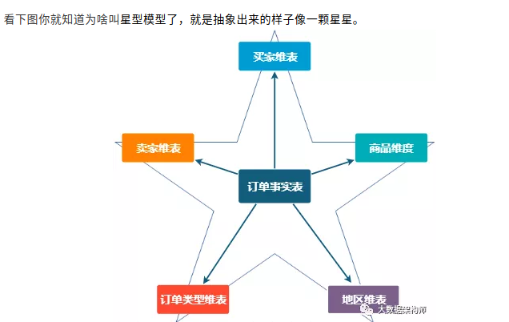 看下图你就知道为啥叫星型模型了，就是抽象出来的样子像一颗星星。
买家维表
卖家维表
商品维度
订单事实表
订单类型维表
地区维表
大数据架构师